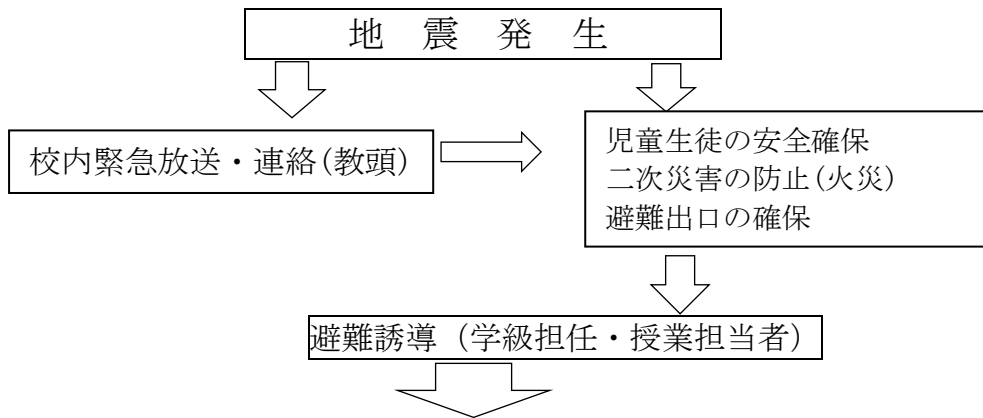 地　震　発　生
校内緊急放送・連絡(教頭)
児童生徒の安全確保
二次災害の防止(火災)
避難出口の確保
避難誘導（学級担任・授業担当者）